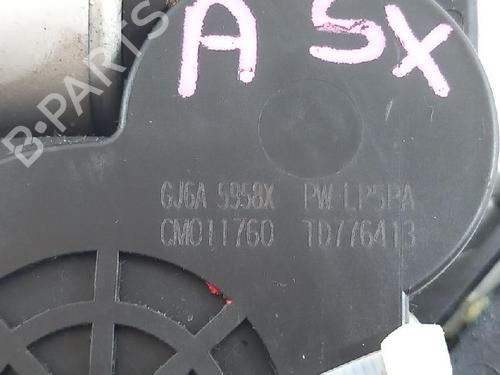 A SX
B-PARTS
GJ6A 5958X PW LP5PA
CM011760 TD776413